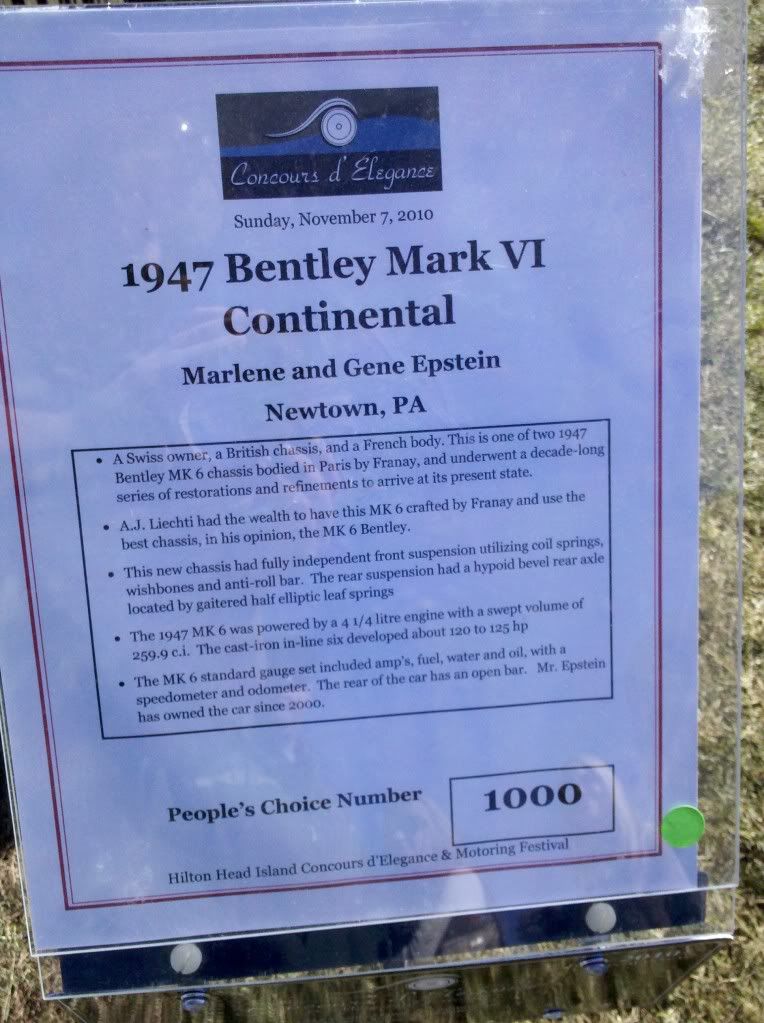 Concours d'Elegance
Sunday, November 7, 2010
1947 Bentley Mark VI
Continental
Marlene and Gene Epstein
Newtown, PA
• A Swiss owner, a British chassis, and a French body. This is one of two 1947
Bentley MK 6 chassis bodied in Paris by Franay, and underwent a decade-long
series of restorations and refinements to arrive at its present state.
• A.J. Liechti had the wealth to have this MK 6 crafted by Franay and use the
best chassis, in his opinion, the MK 6 Bentley.
• This new chassis had fully independent front suspension utilizing coil springs,
wishbones and anti-roll bar. The rear suspension had a hypoid bevel rear axle
located by gaitered half elliptic leaf springs
• The 1947 MK 6 was powered by a 4 1/4 litre engine with a swept volume of
259.9 c.i. The cast-iron in-line six developed about 120 to 125 hp
• The MK 6 standard gauge set included amp's, fuel, water and oil, with a
speedometer and odometer. The rear of the car has an open bar. Mr. Epstein
has owned the car since 2000.
People's Choice Number 1000
Hilton Head Island Concours d'Elegance & Motoring Festival